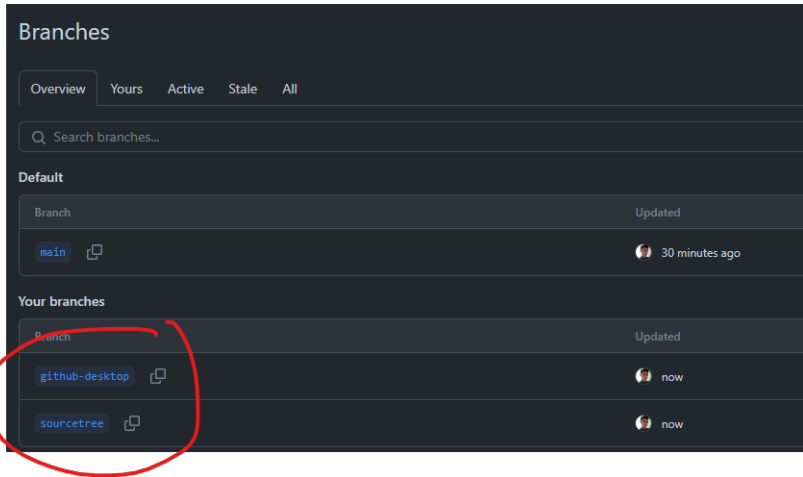 Branches
Overview Yours Active Stale All
Search branches...
Default
Branch Updated
main 30 minutes ago
Your branches
Branch Updated
github-desktop now
sourcetree now